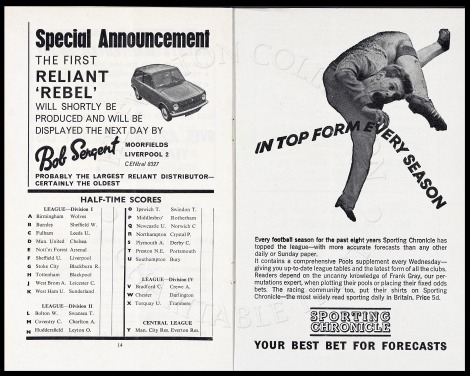 Special Announcement
THE FIRST
RELIANT
'REBEL'
WILL SHORTLY BE
PRODUCED AND WILL BE
DISPLAYED THE NEXT DAY BY
Bob Sergent
MOORFIELDS
LIVERPOOL 2
CENtral 6327
PROBABLY THE LARGEST RELIANT DISTRIBUTOR—
CERTAINLY THE OLDEST
HALF-TIME SCORES
LEAGUE—Division I
A Birmingham Wolves
B Burnley Sheffield W.
C Fulham Leeds U.
D Man. United Chelsea
E Nott'm Forest Arsenal
F Sheffield U. Liverpool
G Stoke City Blackburn R.
H Tottenham Blackpool
J West Brom A. Leicester C.
K West Ham U. Sunderland
LEAGUE—Division II
L Bolton W. Swansea T.
M Coventry C. Charlton A.
N Huddersfield Leyton O.
O Ipswich T. Swindon T.
P Middlesbro' Rotherham
Q Newcastle U. Norwich C
R Northampton Crystal P.
S Plymouth A. Derby C.
T Preston N.E. Portsmouth
U Southampton Bury
LEAGUE—Division IV
V Bradford C. Crewe A.
W Chester Darlington
X Torquay U.
CENTRAL LEAGUE
Y Man. City Res. Everton Res.
14
IN TOP FORM EVERY SEASON
Every football season for the past eight years Sporting Chronicle has
topped the league—with more accurate forecasts than any other
daily or Sunday paper.
It contains a comprehensive Pools supplement every Wednesday—
giving you up-to-date league tables and the latest form of all the clubs.
Readers depend on the uncanny knowledge of Frank Gray, our per-
mutations expert, when plotting their pools or placing their fixed odds
bets. The racing community too, put their shirts on Sporting
Chronicle—the most widely read sporting daily in Britain. Price 5d.
SPORTING
CHRONICLE
YOUR BEST BET FOR FORECASTS